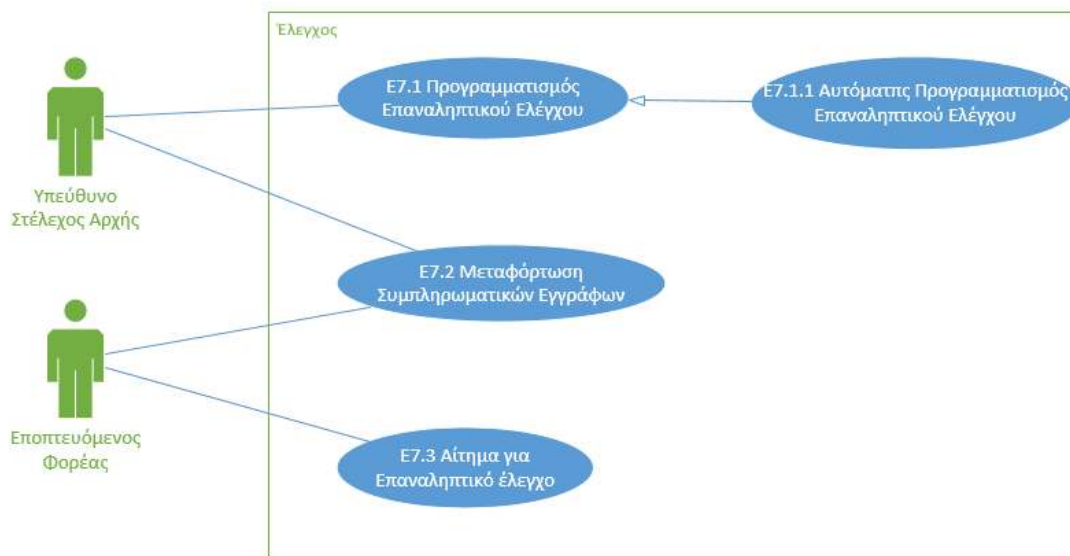 Έλεγχος
Ε7.1 Προγραμματισμός
Επαναληπτικού Ελέγχου
Ε7.1.1 Αυτόματης Προγραμματισμός
Επαναληπτικού Ελέγχου
Υπεύθυνο
Στέλεχος Αρχής
Ε7.2 Μεταφόρτωση
Συμπληρωματικών Εγγράφων
Εποπτευόμενος
Φορέας
Ε7.3 Αίτημα για
Επαναληπτικό έλεγχο